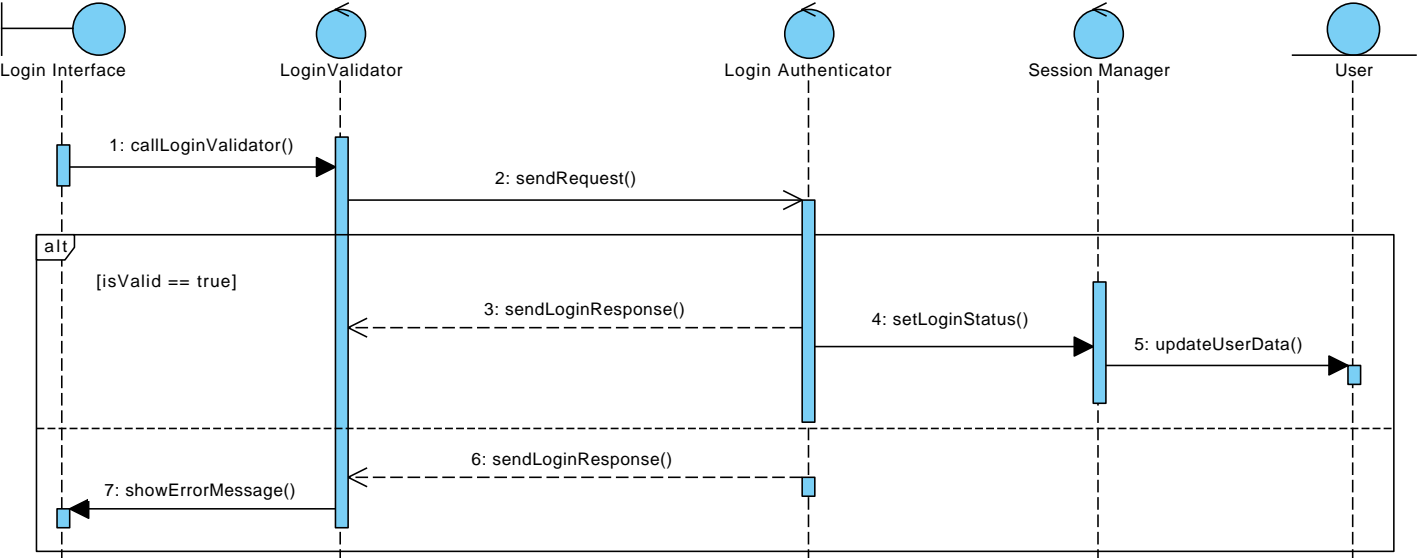 Login Interface
LoginValidator
Login Authenticator
Session Manager
User
1: callLoginValidator()
2: sendRequest()
alt
[isValid == true]
3: sendLoginResponse()
4: setLoginStatus()
5: updateUserData()
6: sendLoginResponse()
7: showErrorMessage()